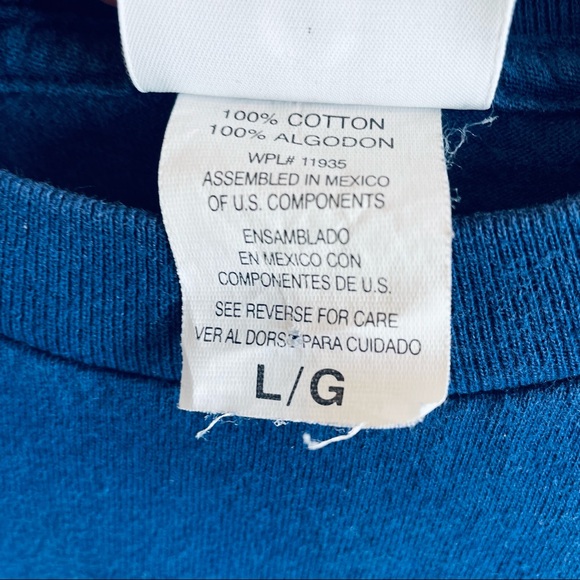 100% COTTON
100% ALGODON
WPL# 11935
ASSEMBLED IN MEXICO
OF U.S. COMPONENTS
ENSAMBLADO
EN MEXICO CON
COMPONENTES DE U.S.
SEE REVERSE FOR CARE
VER AL DORSE PARA CUIDADO
L/G